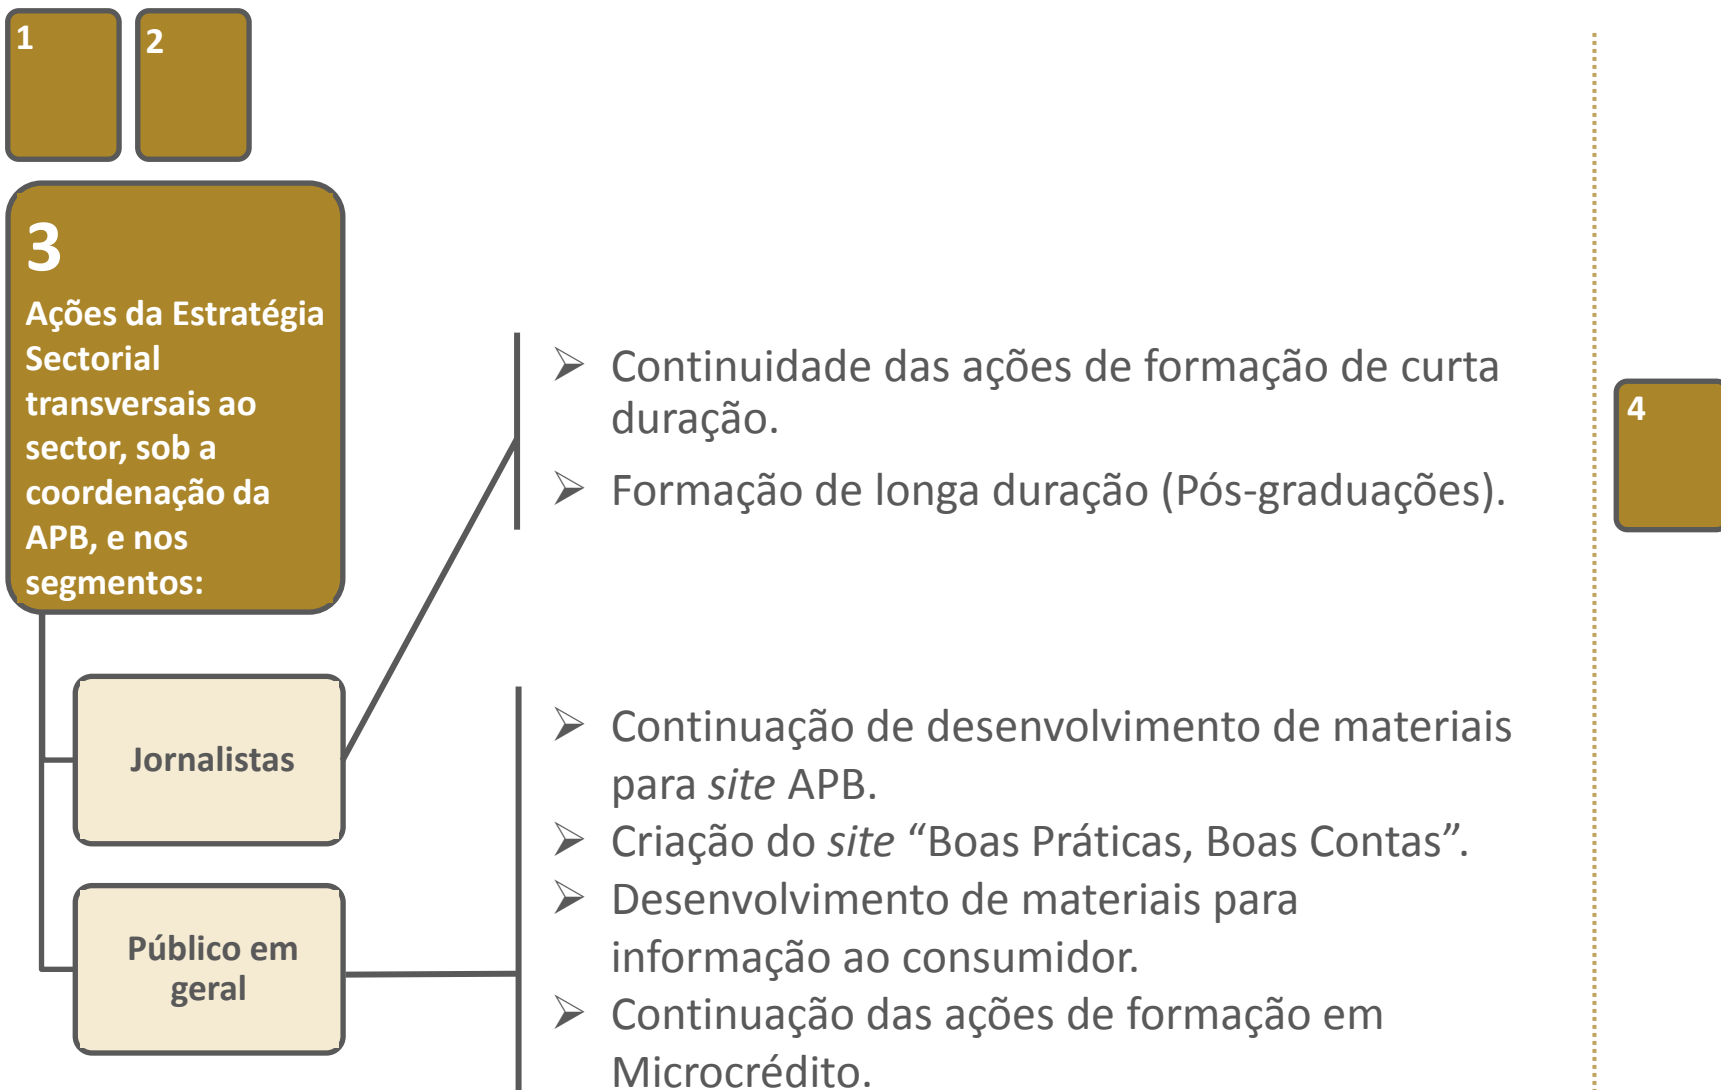 1
2
3
Ações da Estratégia
Sectorial
transversais ao
sector, sob a
coordenação da
APB, e nos
segmentos:
Jornalistas
Público em
geral
➢ Continuidade das ações de formação de curta
duração.
➢ Formação de longa duração (Pós-graduações).
➢ Continuação de desenvolvimento de materiais
para site APB.
➢ Criação do site “Boas Práticas, Boas Contas”.
➢ Desenvolvimento de materiais para
informação ao consumidor.
➢ Continuação das ações de formação em
Microcrédito.
4